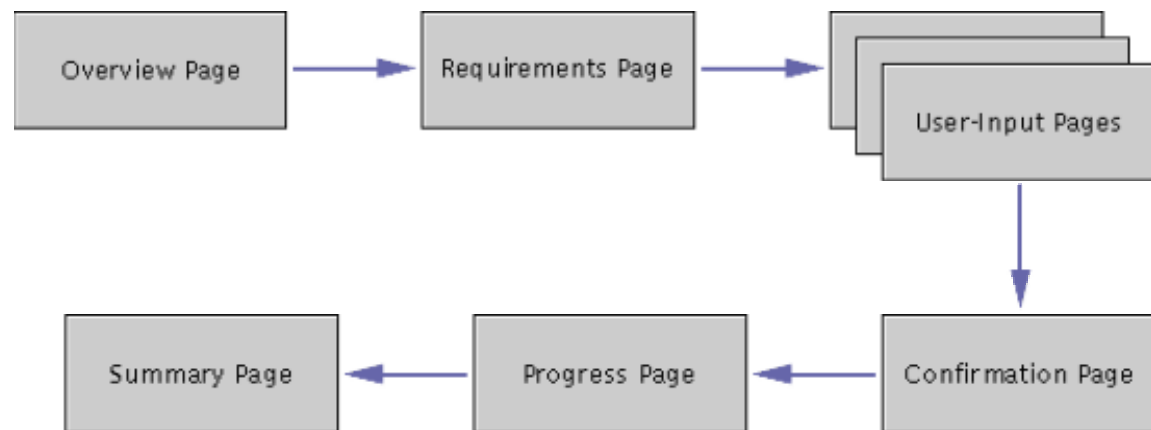 Overview Page
Requirements Page
User-Input Pages
Confirmation Page
Progress Page
Summary Page